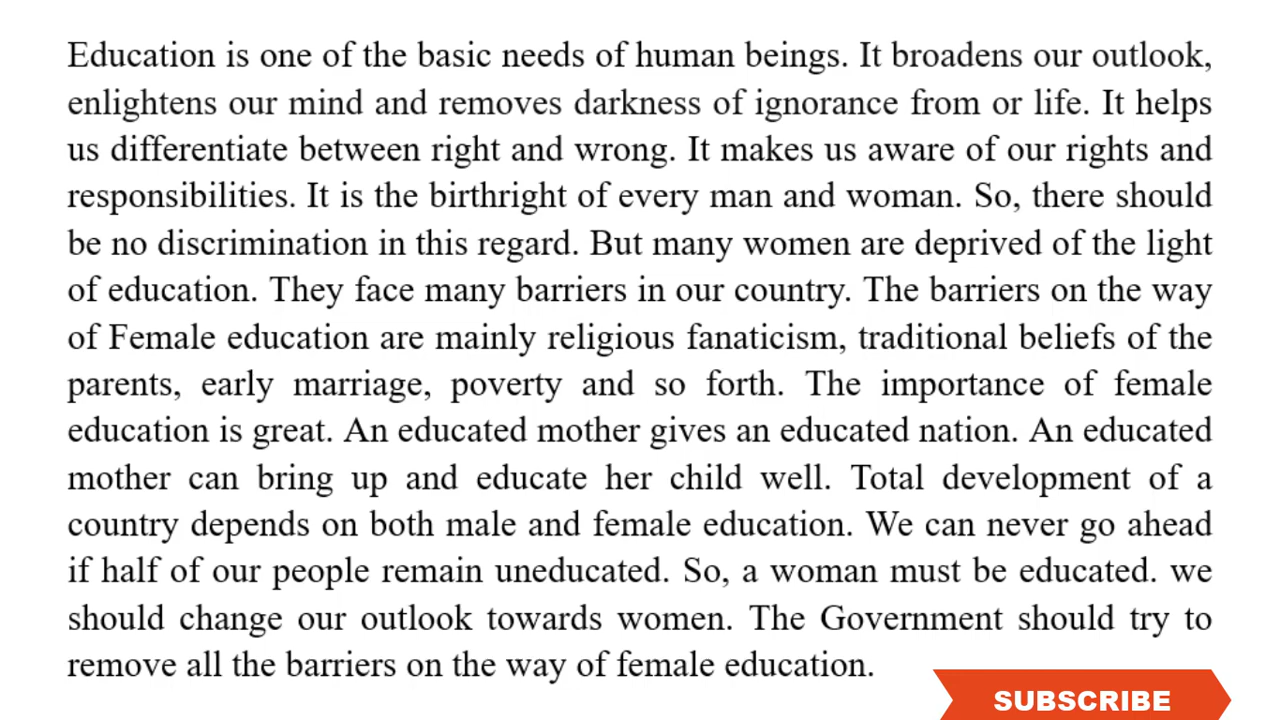 Education is one of the basic needs of human beings. It broadens our outlook,
enlightens our mind and removes darkness of ignorance from or life. It helps
us differentiate between right and wrong. It makes us aware of our rights and
responsibilities. It is the birthright of every man and woman. So, there should
be no discrimination in this regard. But many women are deprived of the light
of education. They face many barriers in our country. The barriers on the way
of Female education are mainly religious fanaticism, traditional beliefs of the
parents, early marriage, poverty and so forth. The importance of female
education is great. An educated mother gives an educated nation. An educated
mother can bring up and educate her child well. Total development of a
country depends on both male and female education. We can never go ahead
if half of our people remain uneducated. So, a woman must be educated. we
should change our outlook towards women. The Government should try to
remove all the barriers on the way of female education.
SUBSCRIBE